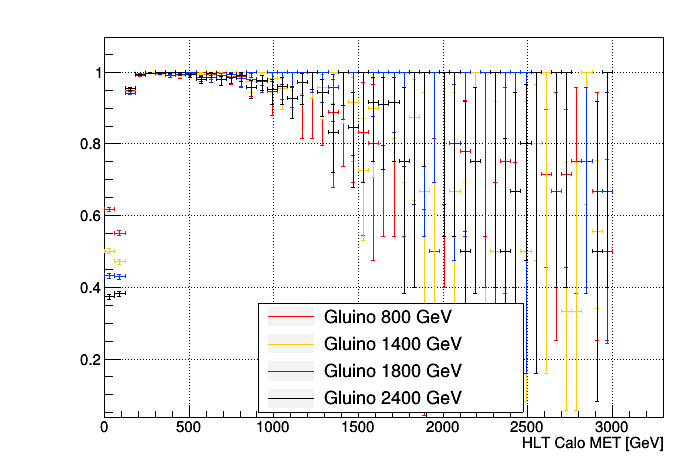 1
0.8
0.6
0.4
0.2
Gluino 800 GeV
Gluino 1400 GeV
Gluino 1800 GeV
Gluino 2400 GeV
0 500 1000 1500 2000 2500 3000
HLT Calo MET [GeV]